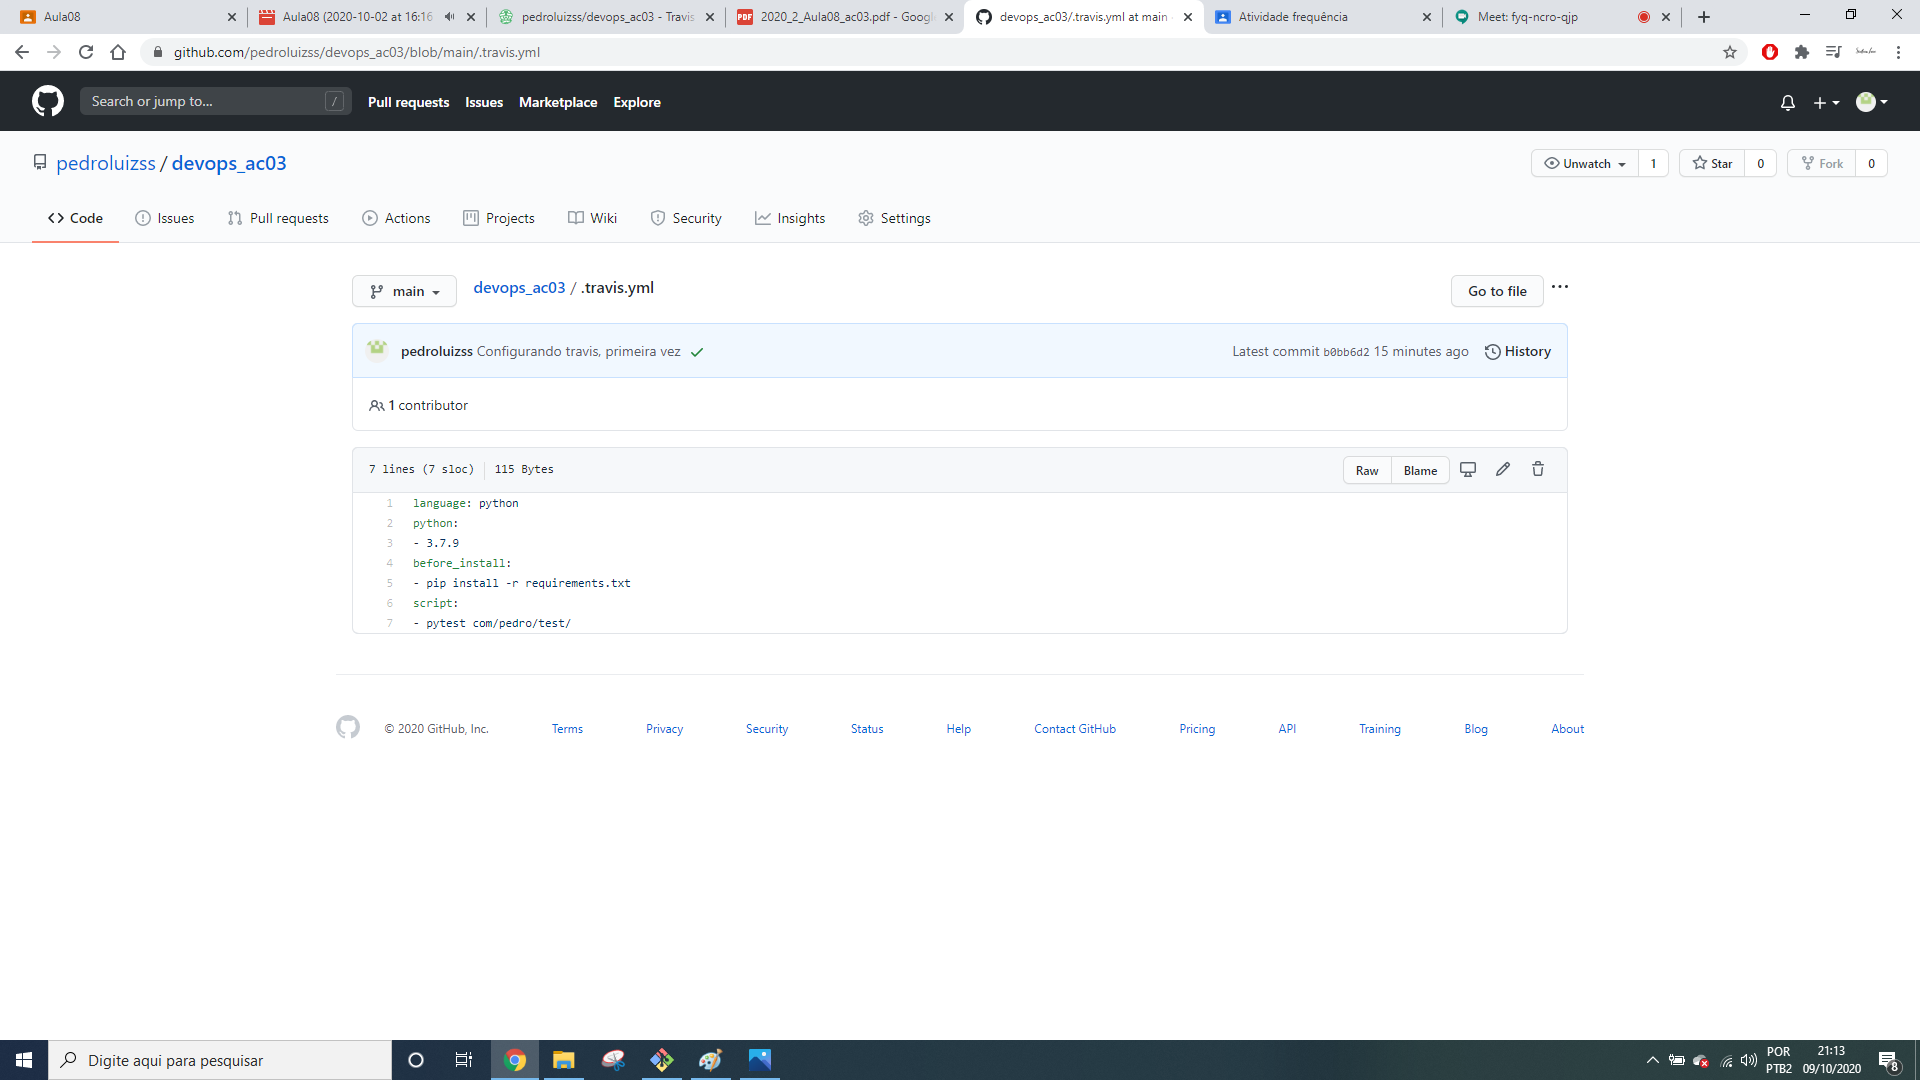 Aula08
Aula08 (2020-10-02 at 16:16
pedroluizss/devops_ac03 - Travis
PDF
2020_2_Aula08_ac03.pdf - Googl
devops_ac03/.travis.yml at main
Atividade frequência
Meet: fyq-ncro-qjp
github.com/pedroluizss/devops_ac03/blob/main/.travis.yml
Search or jump to...
/
Pull requests
Issues
Marketplace
Explore
pedroluizss / devops_ac03
Unwatch
1
Star
0
Fork
0
Code
Issues
Pull requests
Actions
Projects
Wiki
Security
Insights
Settings
main
devops_ac03 / .travis.yml
Go to file
pedroluizss Configurando travis, primeira vez
Latest commit b0bb6d2 15 minutes ago
History
1 contributor
7 lines (7 sloc)
115 Bytes
Raw
Blame
1 language: python
2 python:
3 - 3.7.9
4 before_install:
5 - pip install -r requirements.txt
6 script:
7 - pytest com/pedro/test/
© 2020 GitHub, Inc.
Terms
Privacy
Security
Status
Help
Contact GitHub
Pricing
API
Training
Blog
About
Digite aqui para pesquisar
POR
PTB2
21:13
09/10/2020
8